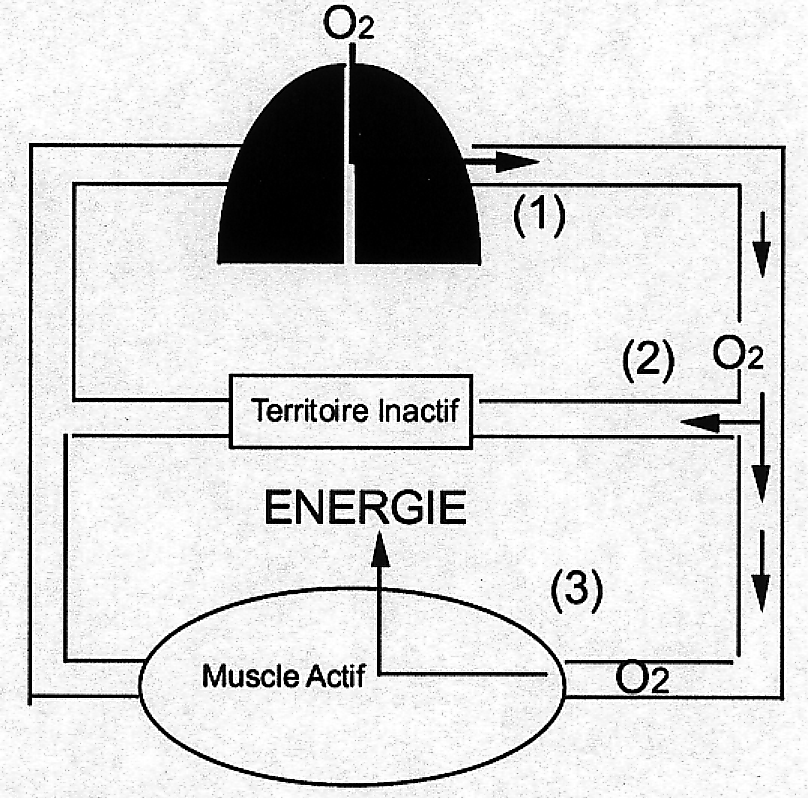 O2
(1)
(2)
O2
Territoire Inactif
ENERGIE
(3)
Muscle Actif
O2